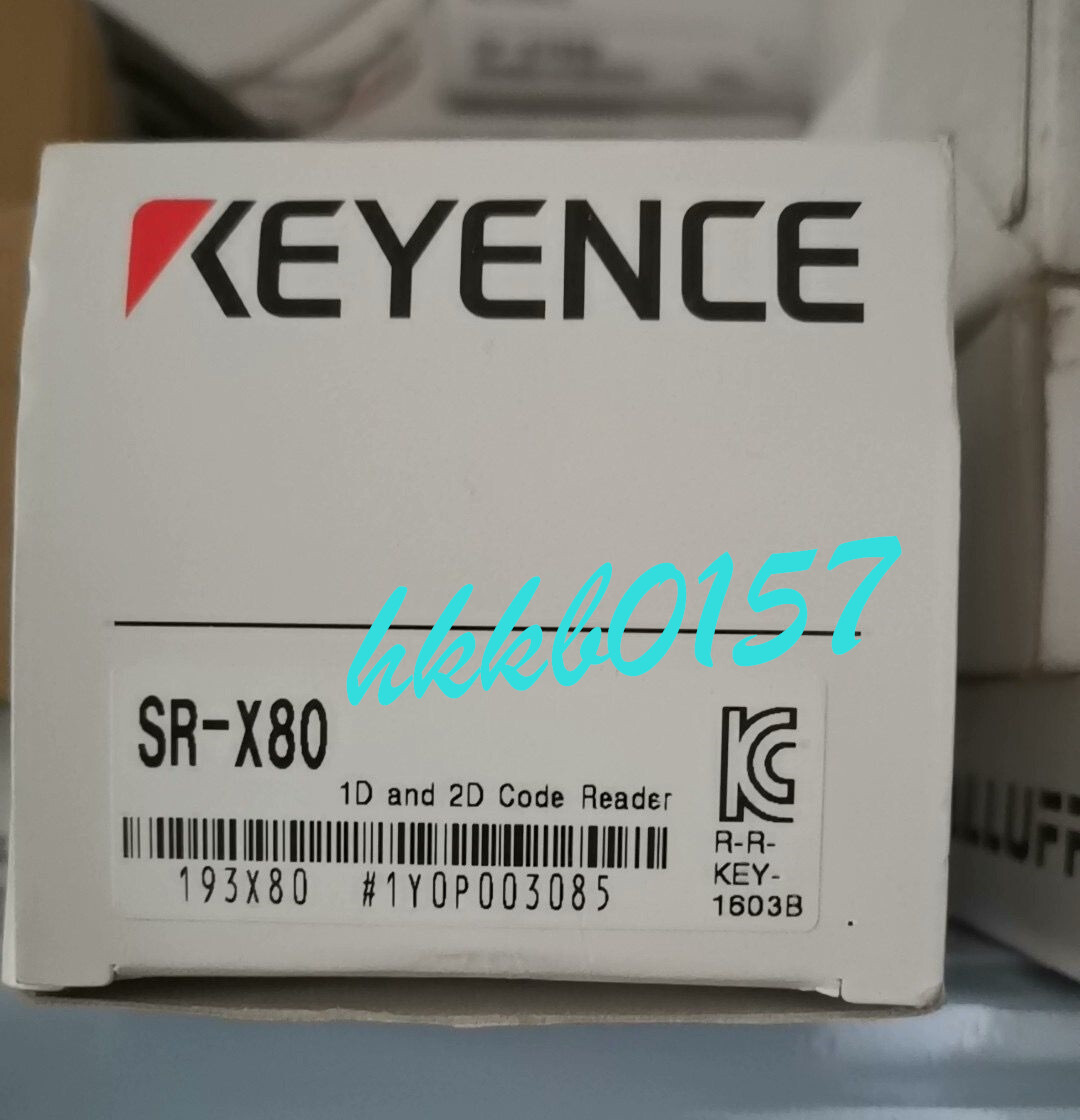 KEYENCE
hkkb0157
SR-X80
1D and 2D Code Reader
193X80 #1Y0P003085
R-R-
KEY-
1603B